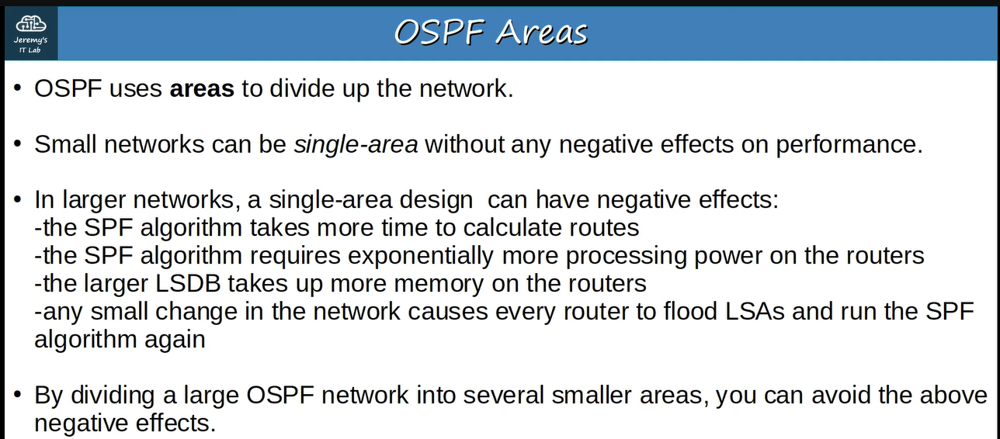 Jeremy's
IT Lab
OSPF Areas
• OSPF uses areas to divide up the network.
• Small networks can be single-area without any negative effects on performance.
• In larger networks, a single-area design  can have negative effects:
-the SPF algorithm takes more time to calculate routes
-the SPF algorithm requires exponentially more processing power on the routers
-the larger LSDB takes up more memory on the routers
-any small change in the network causes every router to flood LSAs and run the SPF
algorithm again
• By dividing a large OSPF network into several smaller areas, you can avoid the above
negative effects.